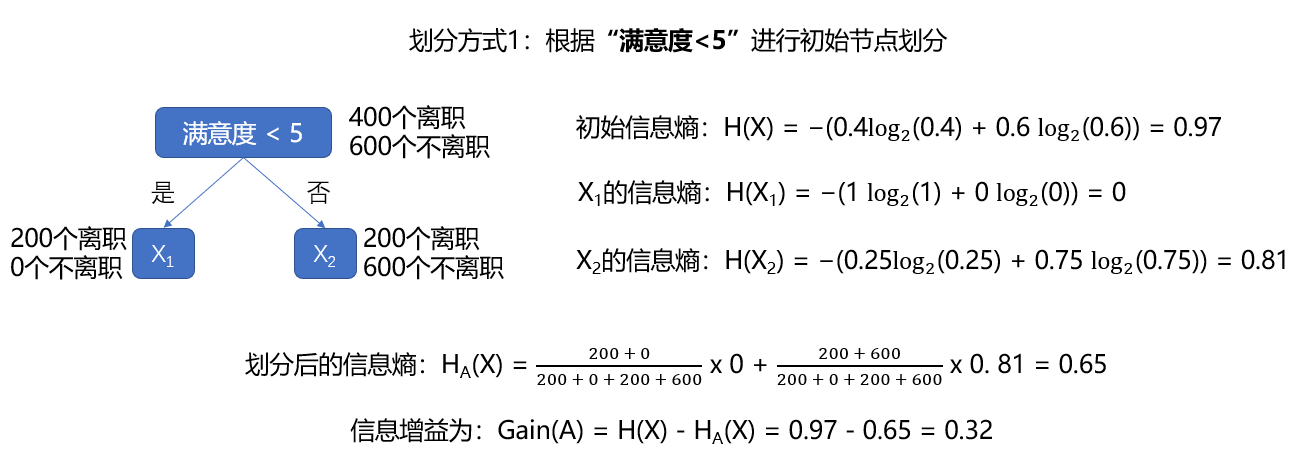 划分方式1：根据“满意度<5”进行初始节点划分
满意度 < 5
400个离职
600个不离职
是
否
200个离职
0个不离职
X₁
X₂
200个离职
600个不离职
初始信息熵：H(X) = −(0.4log₂(0.4) + 0.6 log₂(0.6)) = 0.97
X₁的信息熵：H(X₁) = −(1 log₂(1) + 0 log₂(0)) = 0
X₂的信息熵：H(X₂) = −(0.25log₂(0.25) + 0.75 log₂(0.75)) = 0.81
划分后的信息熵：H_A(X) = (200 + 0)/(200 + 0 + 200 + 600) x 0 + (200 + 600)/(200 + 0 + 200 + 600) x 0. 81 = 0.65
信息增益为：Gain(A) = H(X) - H_A(X) = 0.97 - 0.65 = 0.32